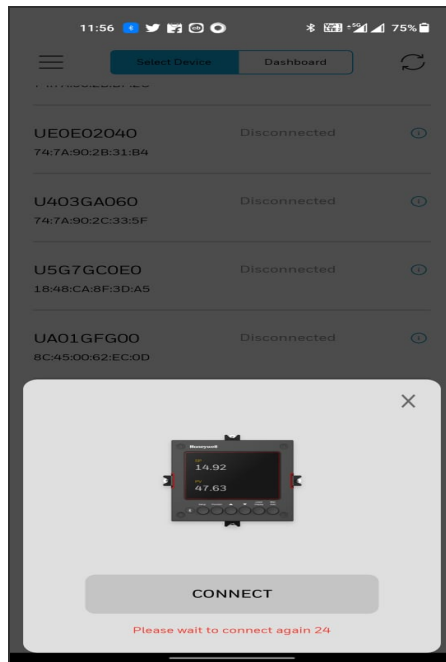 11:56
75%
Select Device
Dashboard
UE0E02040
Disconnected
74:7A:90:2B:31:B4
U403GA060
Disconnected
74:7A:90:2C:33:5F
U5G7GC0E0
Disconnected
18:48:CA:8F:3D:A5
UA01GFG00
Disconnected
8C:45:00:62:EC:0D
Honeywell
SP
14.92
PV
47.63
CONNECT
Please wait to connect again 24